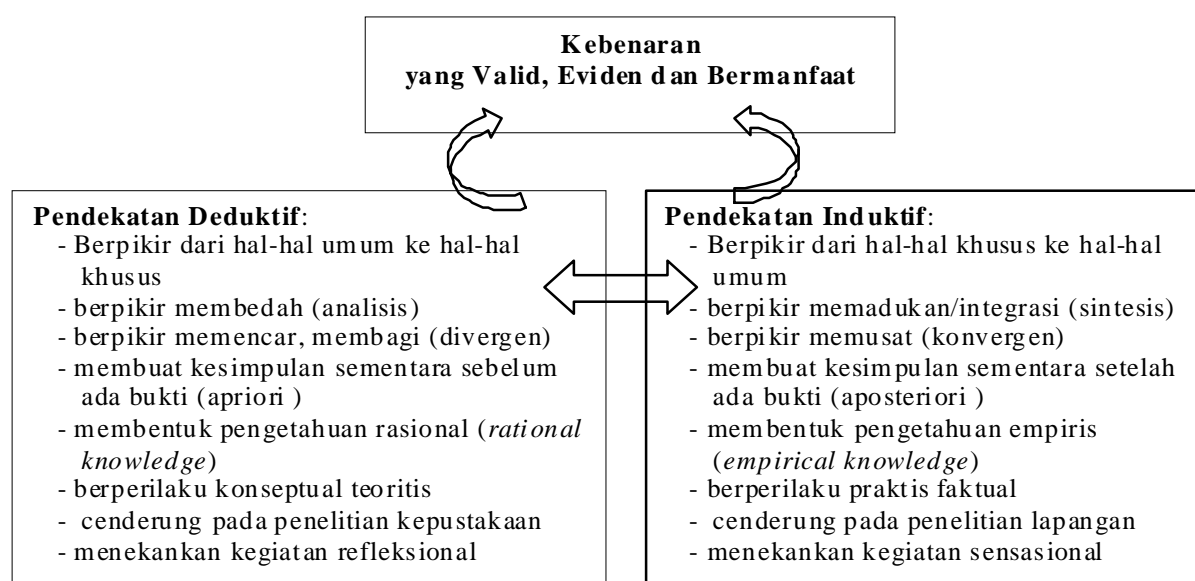 Kebenaran
yang Valid, Eviden dan Bermanfaat
Pendekatan Deduktif:
- Berpikir dari hal-hal umum ke hal-hal
khusus
- berpikir membedah (analisis)
- berpikir memencar, membagi (divergen)
- membuat kesimpulan sementara sebelum
ada bukti (apriori )
- membentuk pengetahuan rasional (rational
knowledge)
- berperilaku konseptual teoritis
- cenderung pada penelitian kepustakaan
- menekankan kegiatan refleksional
Pendekatan Induktif:
- Berpikir dari hal-hal khusus ke hal-hal
umum
- berpikir memadukan/integrasi (sintesis)
- berpikir memusat (konvergen)
- membuat kesimpulan sementara setelah
ada bukti (aposteriori )
- membentuk pengetahuan empiris
(empirical knowledge)
- berperilaku praktis faktual
- cenderung pada penelitian lapangan
- menekankan kegiatan sensasional